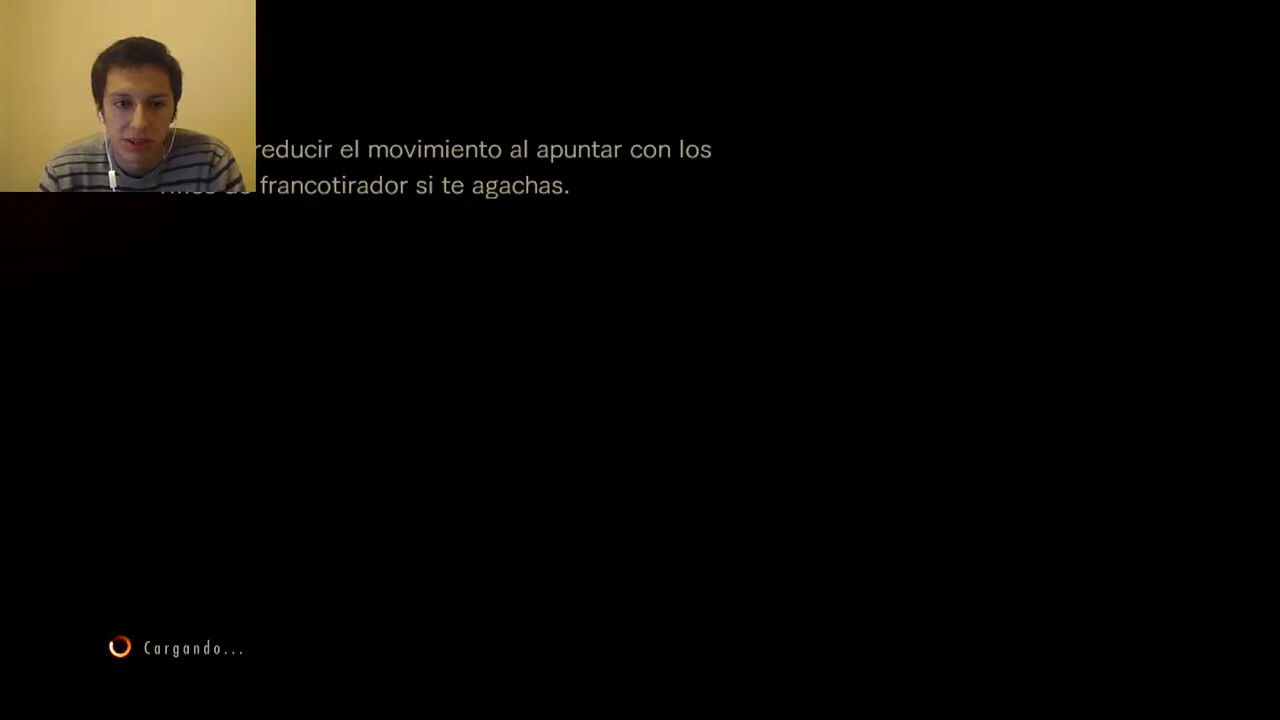 reducir el movimiento al apuntar con los
francotirador si te agachas.
Cargando...